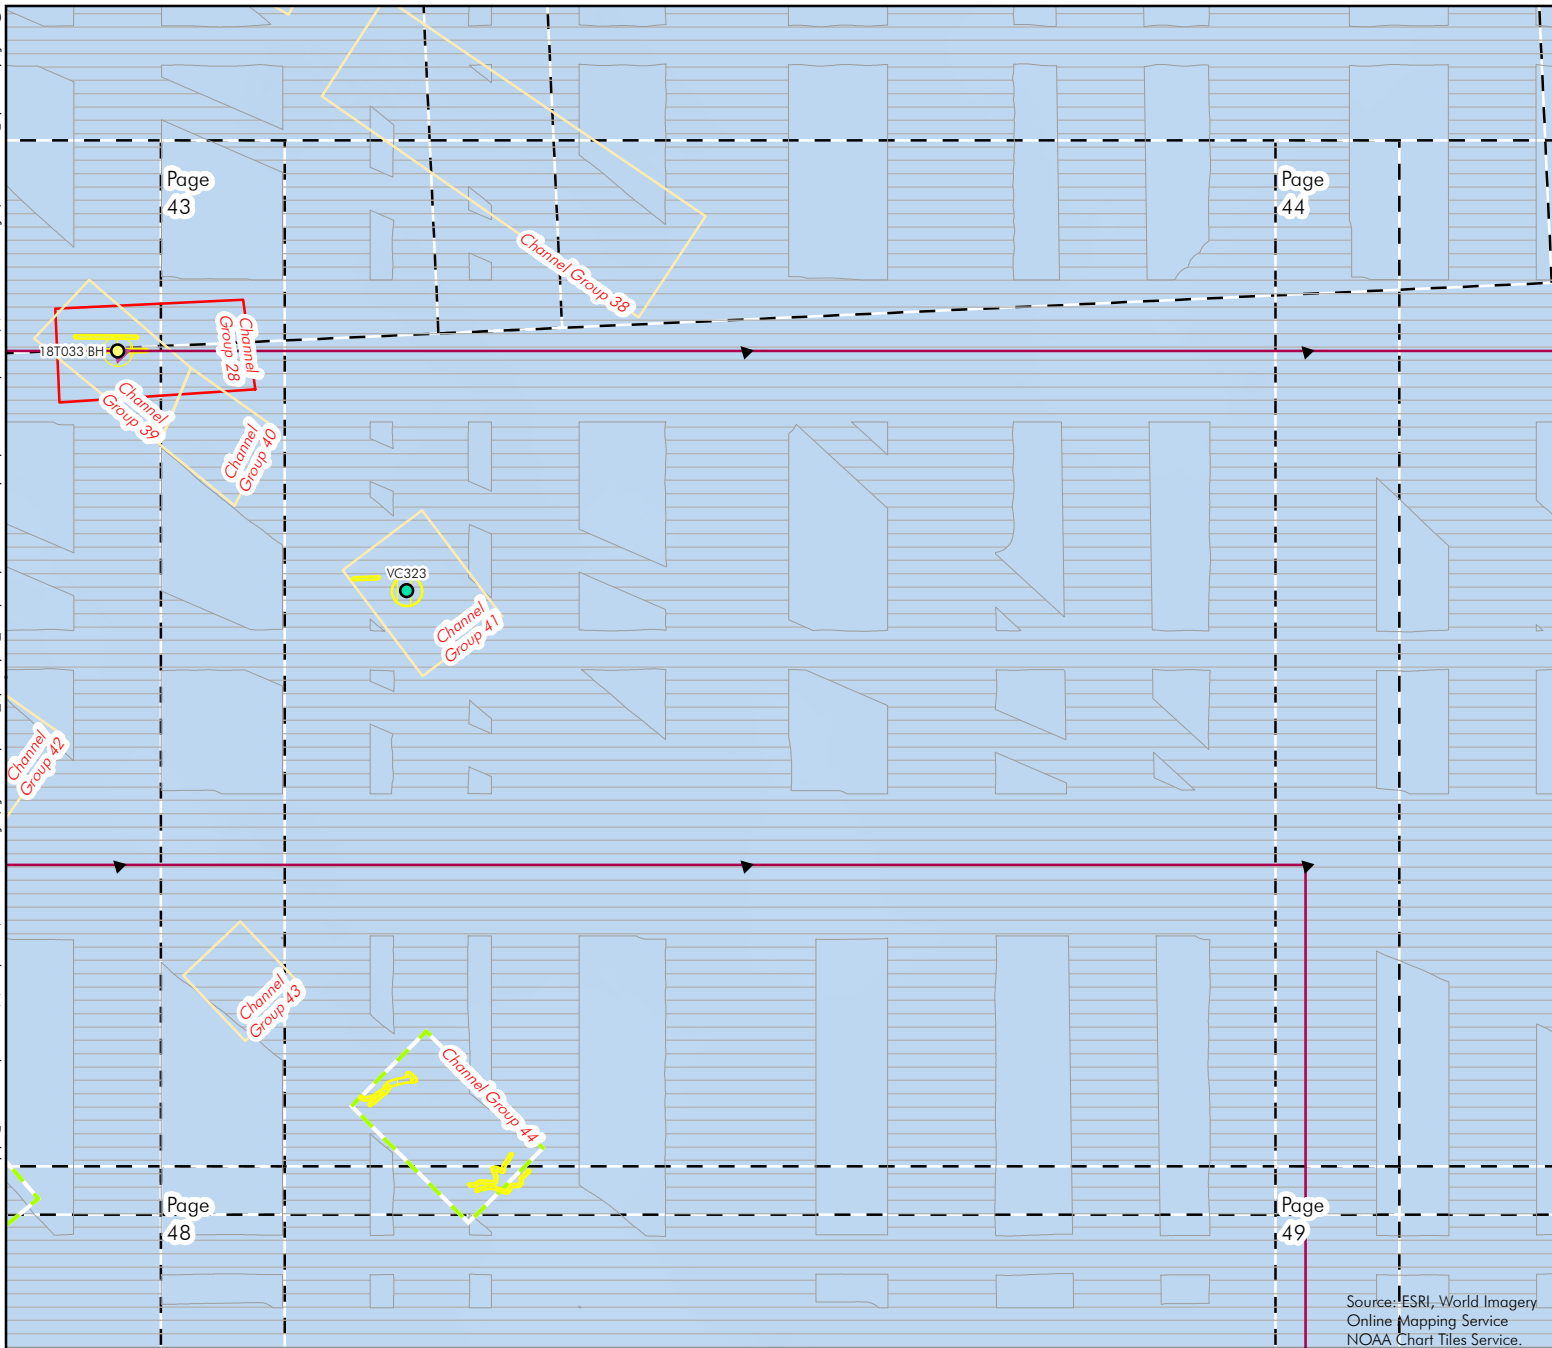 Page
43
Page
44
Channel Group 38
Channel
Group 28
18T033 BH
Channel
Group 39
Channel
Group 40
VC323
Channel
Group 41
Channel
Group 42
Channel
Group 43
Channel Group 44
Page
48
Page
49
Source: ESRI, World Imagery
Online Mapping Service
NOAA Chart Tiles Service.